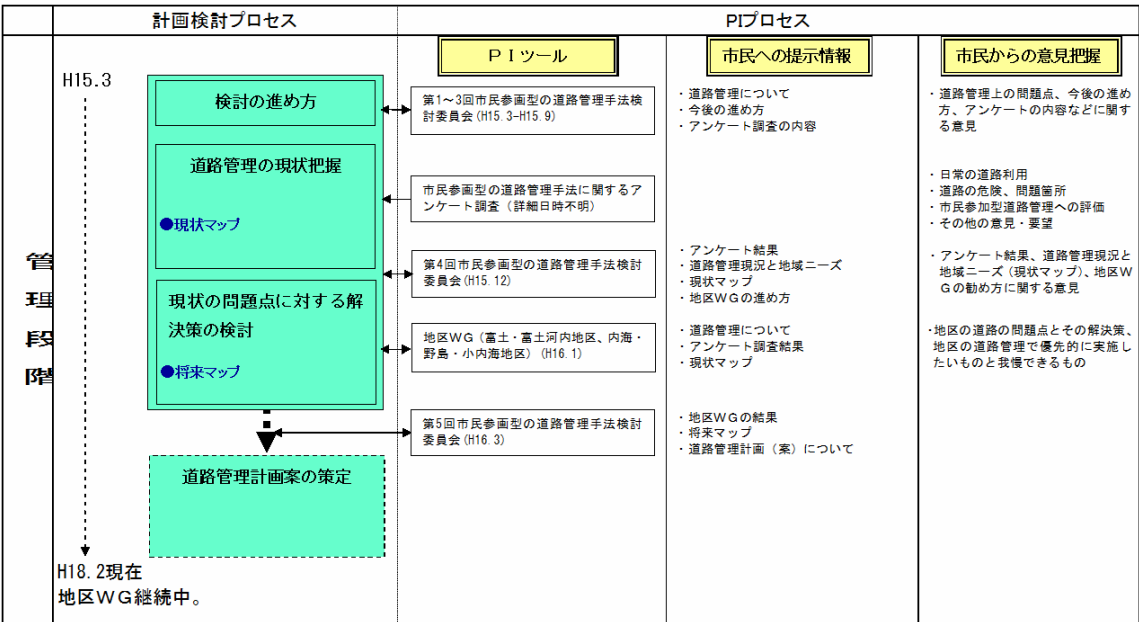 計画検討プロセス
PIプロセス
ＰＩツール
市民への提示情報
市民からの意見把握
H15.3
検討の進め方
第1～3回市民参画型の道路管理手法検
討委員会(H15.3-H15.9)
・道路管理について
・今後の進め方
・アンケート調査の内容
・道路管理上の問題点、今後の進め
方、アンケートの内容などに関す
る意見
道路管理の現状把握
●現状マップ
市民参画型の道路管理手法に関するア
ンケート調査（詳細日時不明）
・日常の道路利用
・道路の危険、問題箇所
・市民参加型道路管理への評価
・その他の意見・要望
管理段階
第4回市民参画型の道路管理手法検討
委員会(H15.12)
・アンケート結果
・道路管理現況と地域ニーズ
・現状マップ
・地区WGの進め方
・アンケート結果、道路管理現況と
地域ニーズ（現状マップ）、地区Ｗ
Ｇの勧め方に関する意見
現状の問題点に対する解
決策の検討
●将来マップ
地区ＷＧ（富土・富土河内地区、内海・
野島・小内海地区）(H16.1)
・道路管理について
・アンケート調査結果
・現状マップ
・地区の道路の問題点とその解決策、
地区の道路管理で優先的に実施し
たいものと我慢できるもの
第5回市民参画型の道路管理手法検討
委員会(H16.3)
・地区ＷＧの結果
・将来マップ
・道路管理計画（案）について
道路管理計画案の策定
H18.2現在
地区ＷＧ継続中。